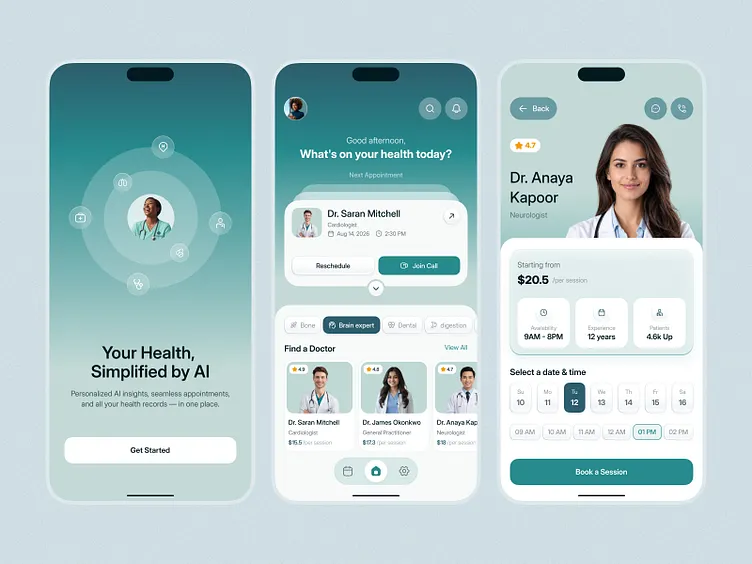 Your Health,
Simplified by AI
Personalized AI insights, seamless appointments,
and all your health records — in one place.
Get Started
Good afternoon,
What's on your health today?
Next Appointment
Dr. Saran Mitchell
Cardiologist
Aug 14, 2026 2:30 PM
Reschedule
Join Call
Bone
Brain expert
Dental
digestion
Find a Doctor
View All
4.9
4.8
4.7
Dr. Saran Mitchell
Cardiologist
$16.5 /per session
Dr. James Okonkwo
General Practitioner
$17.3 /per session
Dr. Anaya Kap
Neurologist
$18 /per session
Back
4.7
Dr. Anaya
Kapoor
Neurologist
Starting from
$20.5 /per session
Availability
9AM - 8PM
Experience
12 years
Patients
4.6k Up
Select a date & time
Su Mo Tu We Th Fr Sa
10 11 12 13 14 15 16
09 AM 10 AM 11 AM 12 AM 01 PM 02 PM
Book a Session